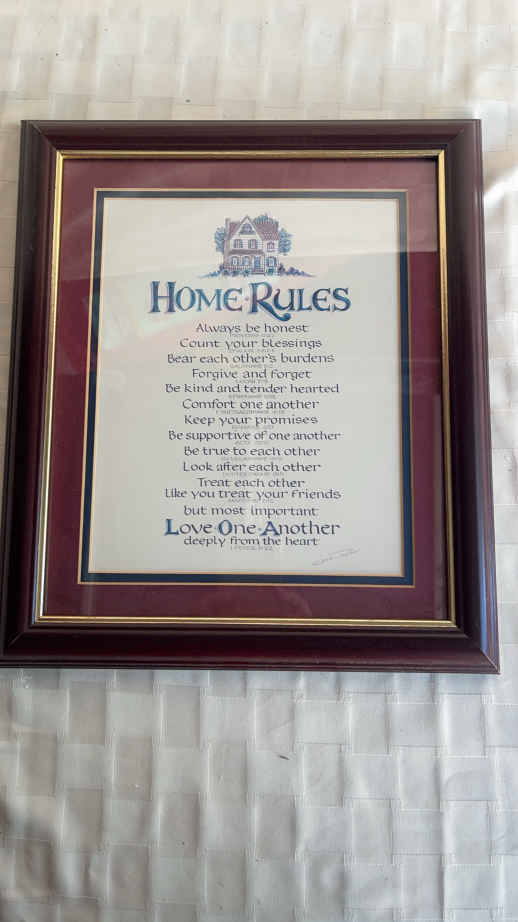 HOME·RULES
Always be honest
Count your blessings
Bear each other's burdens
Forgive and forget
Be kind and tender hearted
Comfort one another
Keep your promises
Be supportive of one another
Be true to each other
Look after each other
Treat each other
Like you treat your friends
but most important
Love·One·Another
deeply from the heart